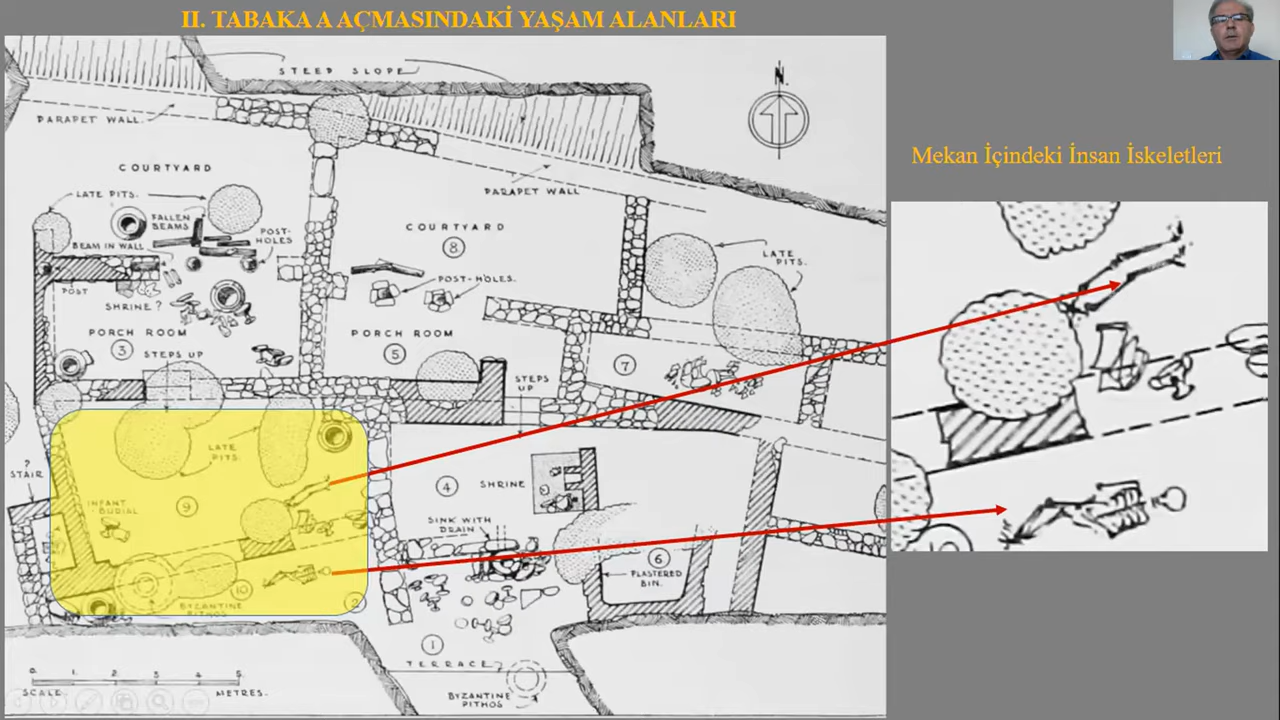 II. TABAKA A AÇMASINDAKİ YAŞAM ALANLARI
STEEP SLOPE
N.
PARAPET WALL.
Mekan İçindeki İnsan İskeletleri
COURTYARD
PARAPET WALL
LATE PITS.
FALLEN
BEAMS
POST-
HOLES
BEAM IN WALL
COURTYARD
8
LATE
PITS.
POST-HOLES.
POST
SHRINE ?
PORCH ROOM
3
STEPS UP
PORCH ROOM
5
7
STEPS
UP
LATE
PITS.
?
STAIR
4
SHRINE
INFANT
BURIAL
9
SINK WITH
DRAIN
6
PLASTERED
BIN.
10
BYZANTINE
PITHOS
2
1
TERRACE?
BYZANTINE
PITHOS
0. 1. 2 3 4 5
SCALE. METRES.